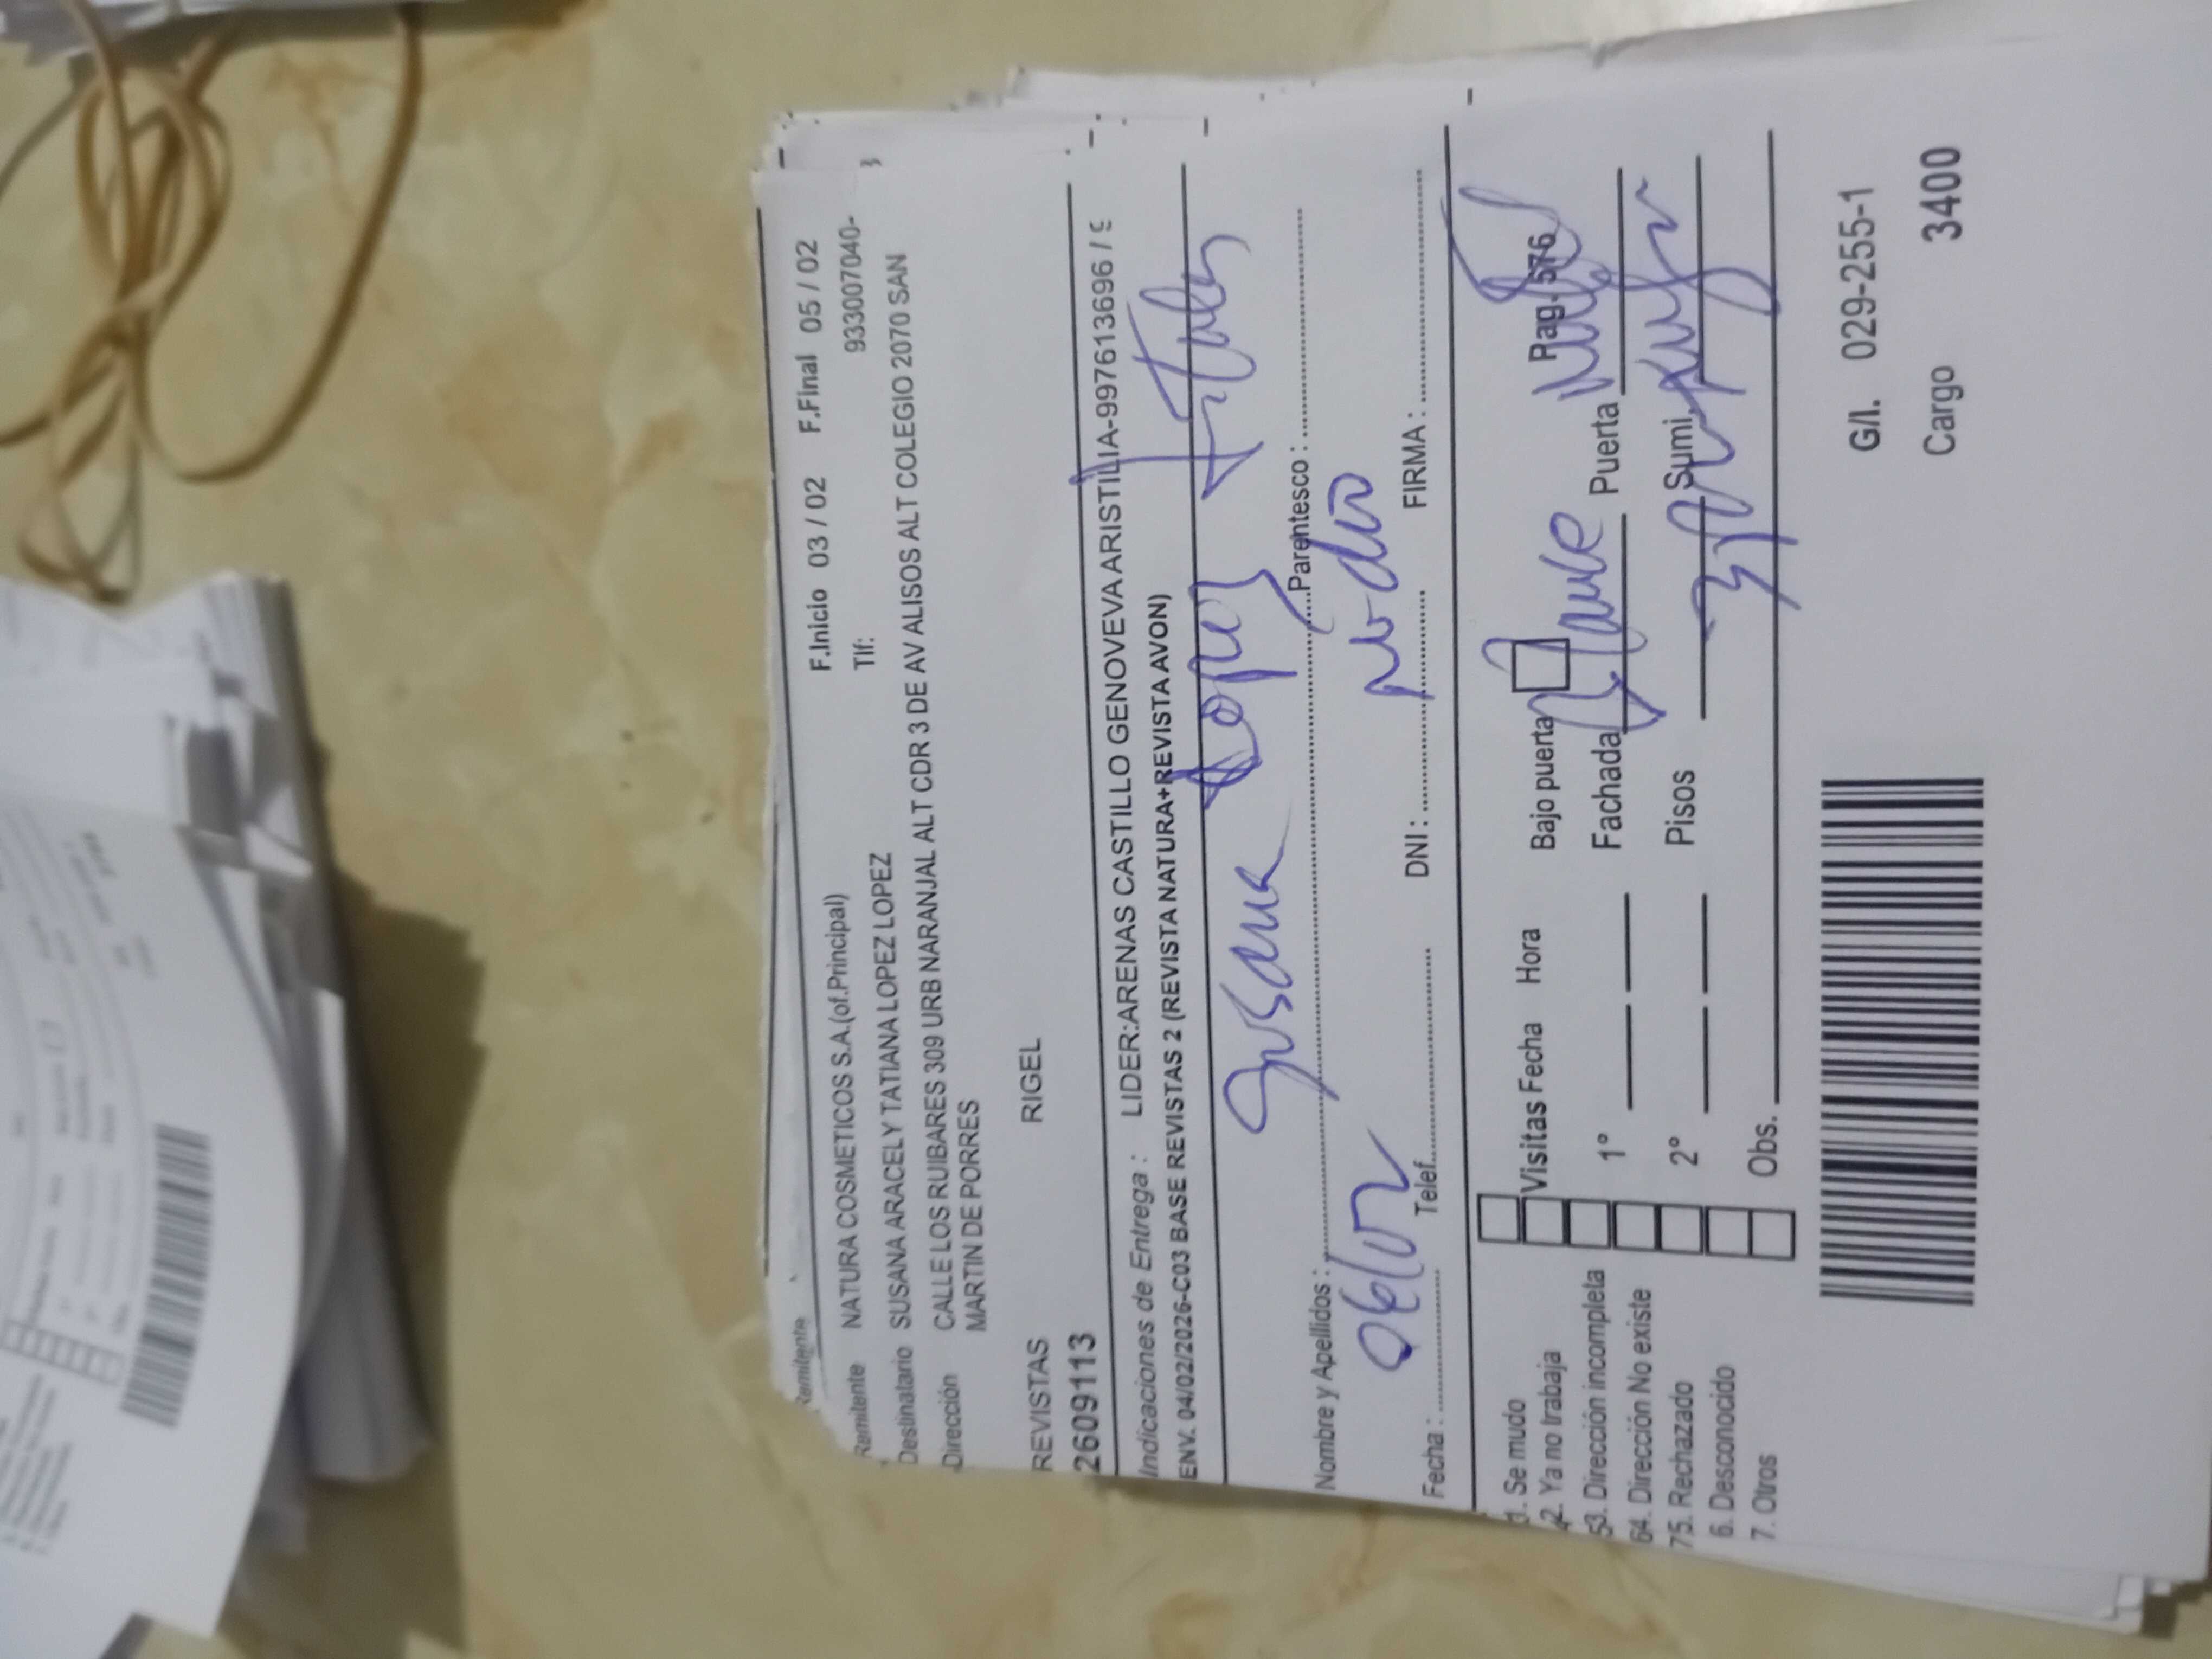 Remitente
F.Inicio 03 / 02 F.Final 05 / 02
Remitente NATURA COSMETICOS S.A.(of.Principal) Tlf: 933007040-
Destinatario SUSANA ARACELY TATIANA LOPEZ LOPEZ
Dirección CALLE LOS RUIBARES 309 URB NARANJAL ALT CDR 3 DE AV ALISOS ALT COLEGIO 2070 SAN
MARTIN DE PORRES
REVISTAS RIGEL
26091113
Indicaciones de Entrega : LIDER:ARENAS CASTILLO GENOVEVA ARISTILIA-997613696 / 9
ENV. 04/02/2026-C03 BASE REVISTAS 2 (REVISTA NATURA+REVISTA AVON)
Susana Lopez Titular
Nombre y Apellidos : Parentesco :
no dio
Fecha : Telef. DNI : FIRMA :
Pag- 576
1. Se mudo
2. Ya no trabaja Visitas Fecha Hora Bajo puerta
3. Dirección incompleta 1° Fachada Puerta
4. Dirección No existe
5. Rechazado 2° Pisos Sumi.
6. Desconocido
7. Otros Obs.
G/I. 029-255-1
Cargo 3400